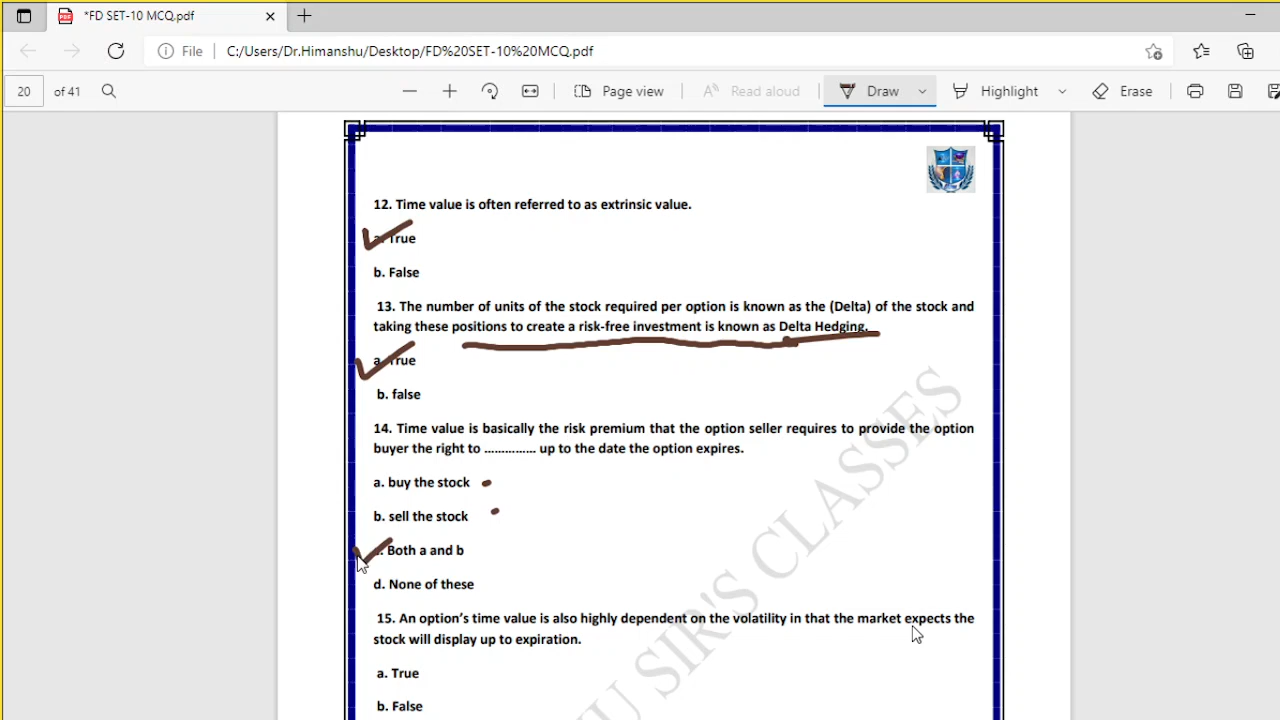 *FD SET-10 MCQ.pdf
File C:/Users/Dr.Himanshu/Desktop/FD%20SET-10%20MCQ.pdf
20 of 41 Page view Read aloud Draw Highlight Erase
12. Time value is often referred to as extrinsic value.
a. True
b. False
13. The number of units of the stock required per option is known as the (Delta) of the stock and
taking these positions to create a risk-free investment is known as Delta Hedging.
a. True
b. false
14. Time value is basically the risk premium that the option seller requires to provide the option
buyer the right to …………… up to the date the option expires.
a. buy the stock
b. sell the stock
. Both a and b
d. None of these
15. An option’s time value is also highly dependent on the volatility in that the market expects the
stock will display up to expiration.
a. True
b. False
SIR'S CLASSES